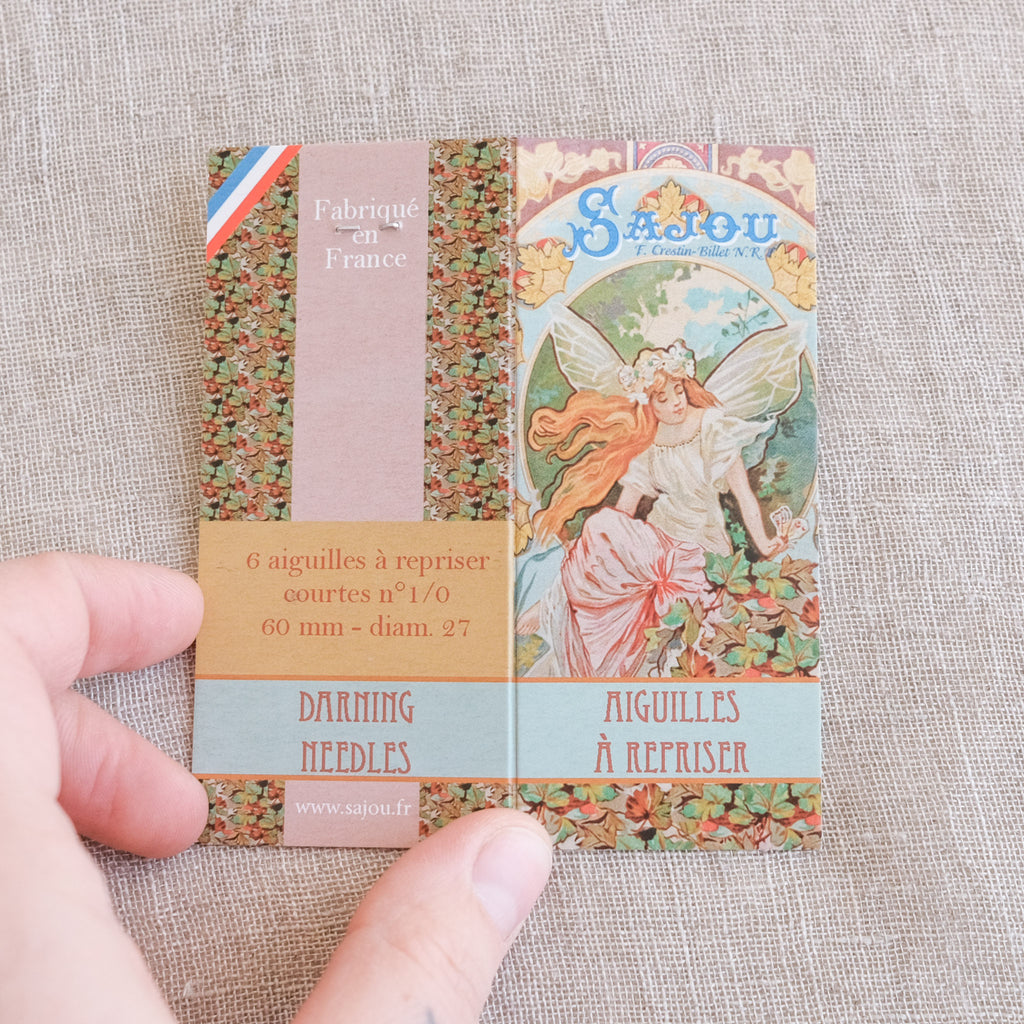 Fabriqué
en
France
6 aiguilles à repriser
courtes n°1/0
60 mm - diam. 27
DARNING
NEEDLES
www.sajou.fr
SAJOU
F. Crestin-Billet N.R.F
AIGUILLES
À REPRISER